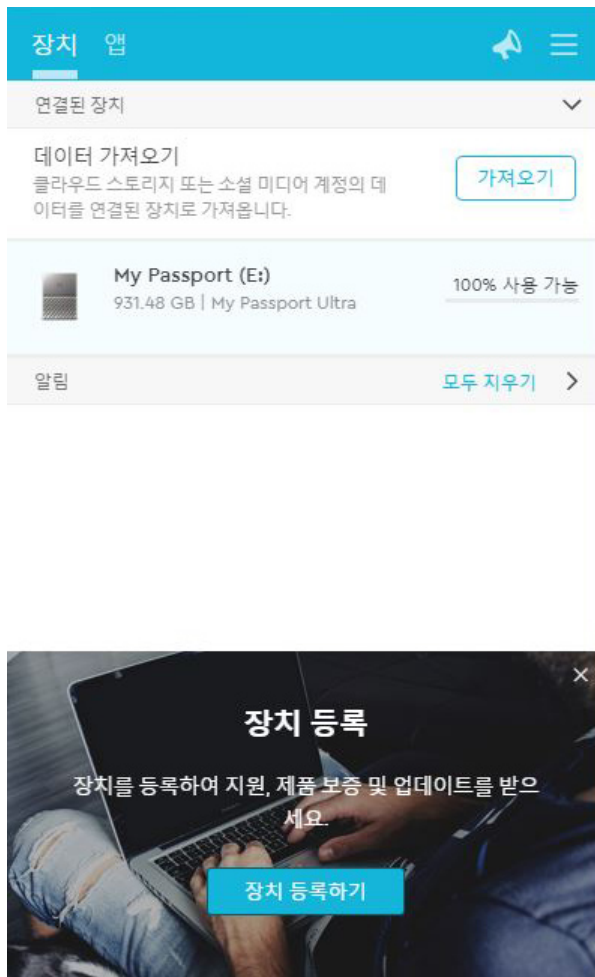 장치 앱
연결된 장치
데이터 가져오기
클라우드 스토리지 또는 소셜 미디어 계정의 데
이터를 연결된 장치로 가져옵니다.
가져오기
My Passport (E:)
931.48 GB | My Passport Ultra
100% 사용 가능
알림 모두 지우기
장치 등록
장치를 등록하여 지원, 제품 보증 및 업데이트를 받으
세요.
장치 등록하기